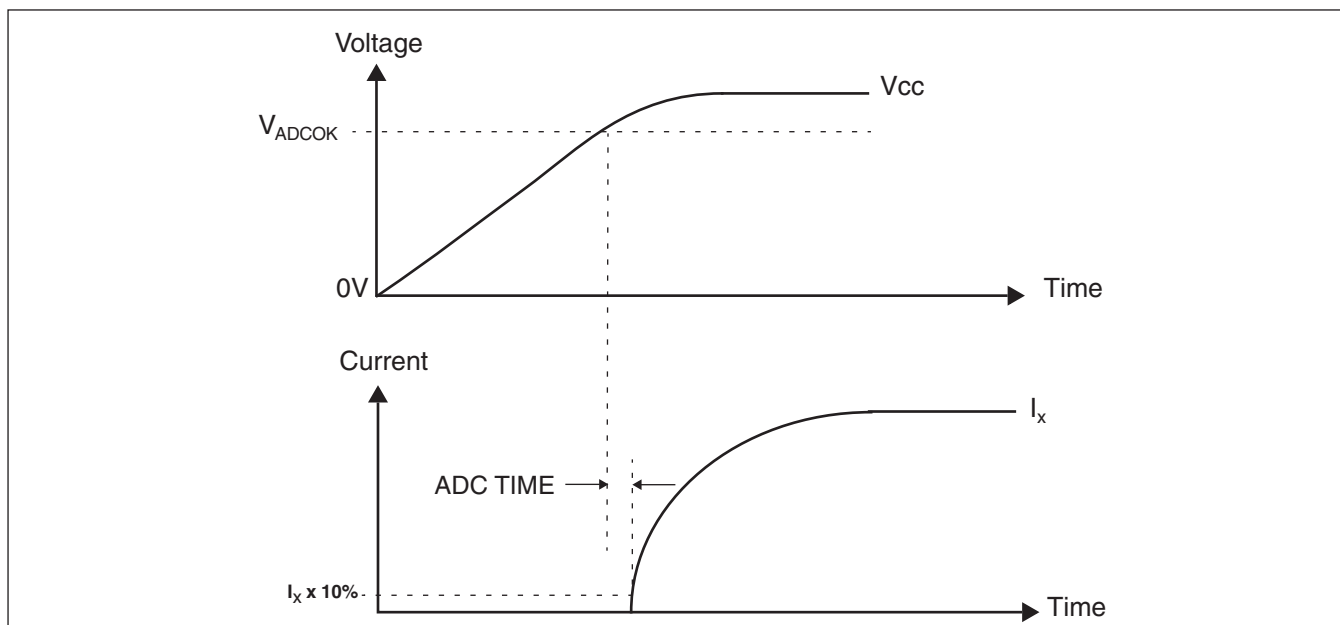 Voltage
Vcc
VADCOK
0V
Time
Current
Ix
ADC TIME
Ix x 10%
Time